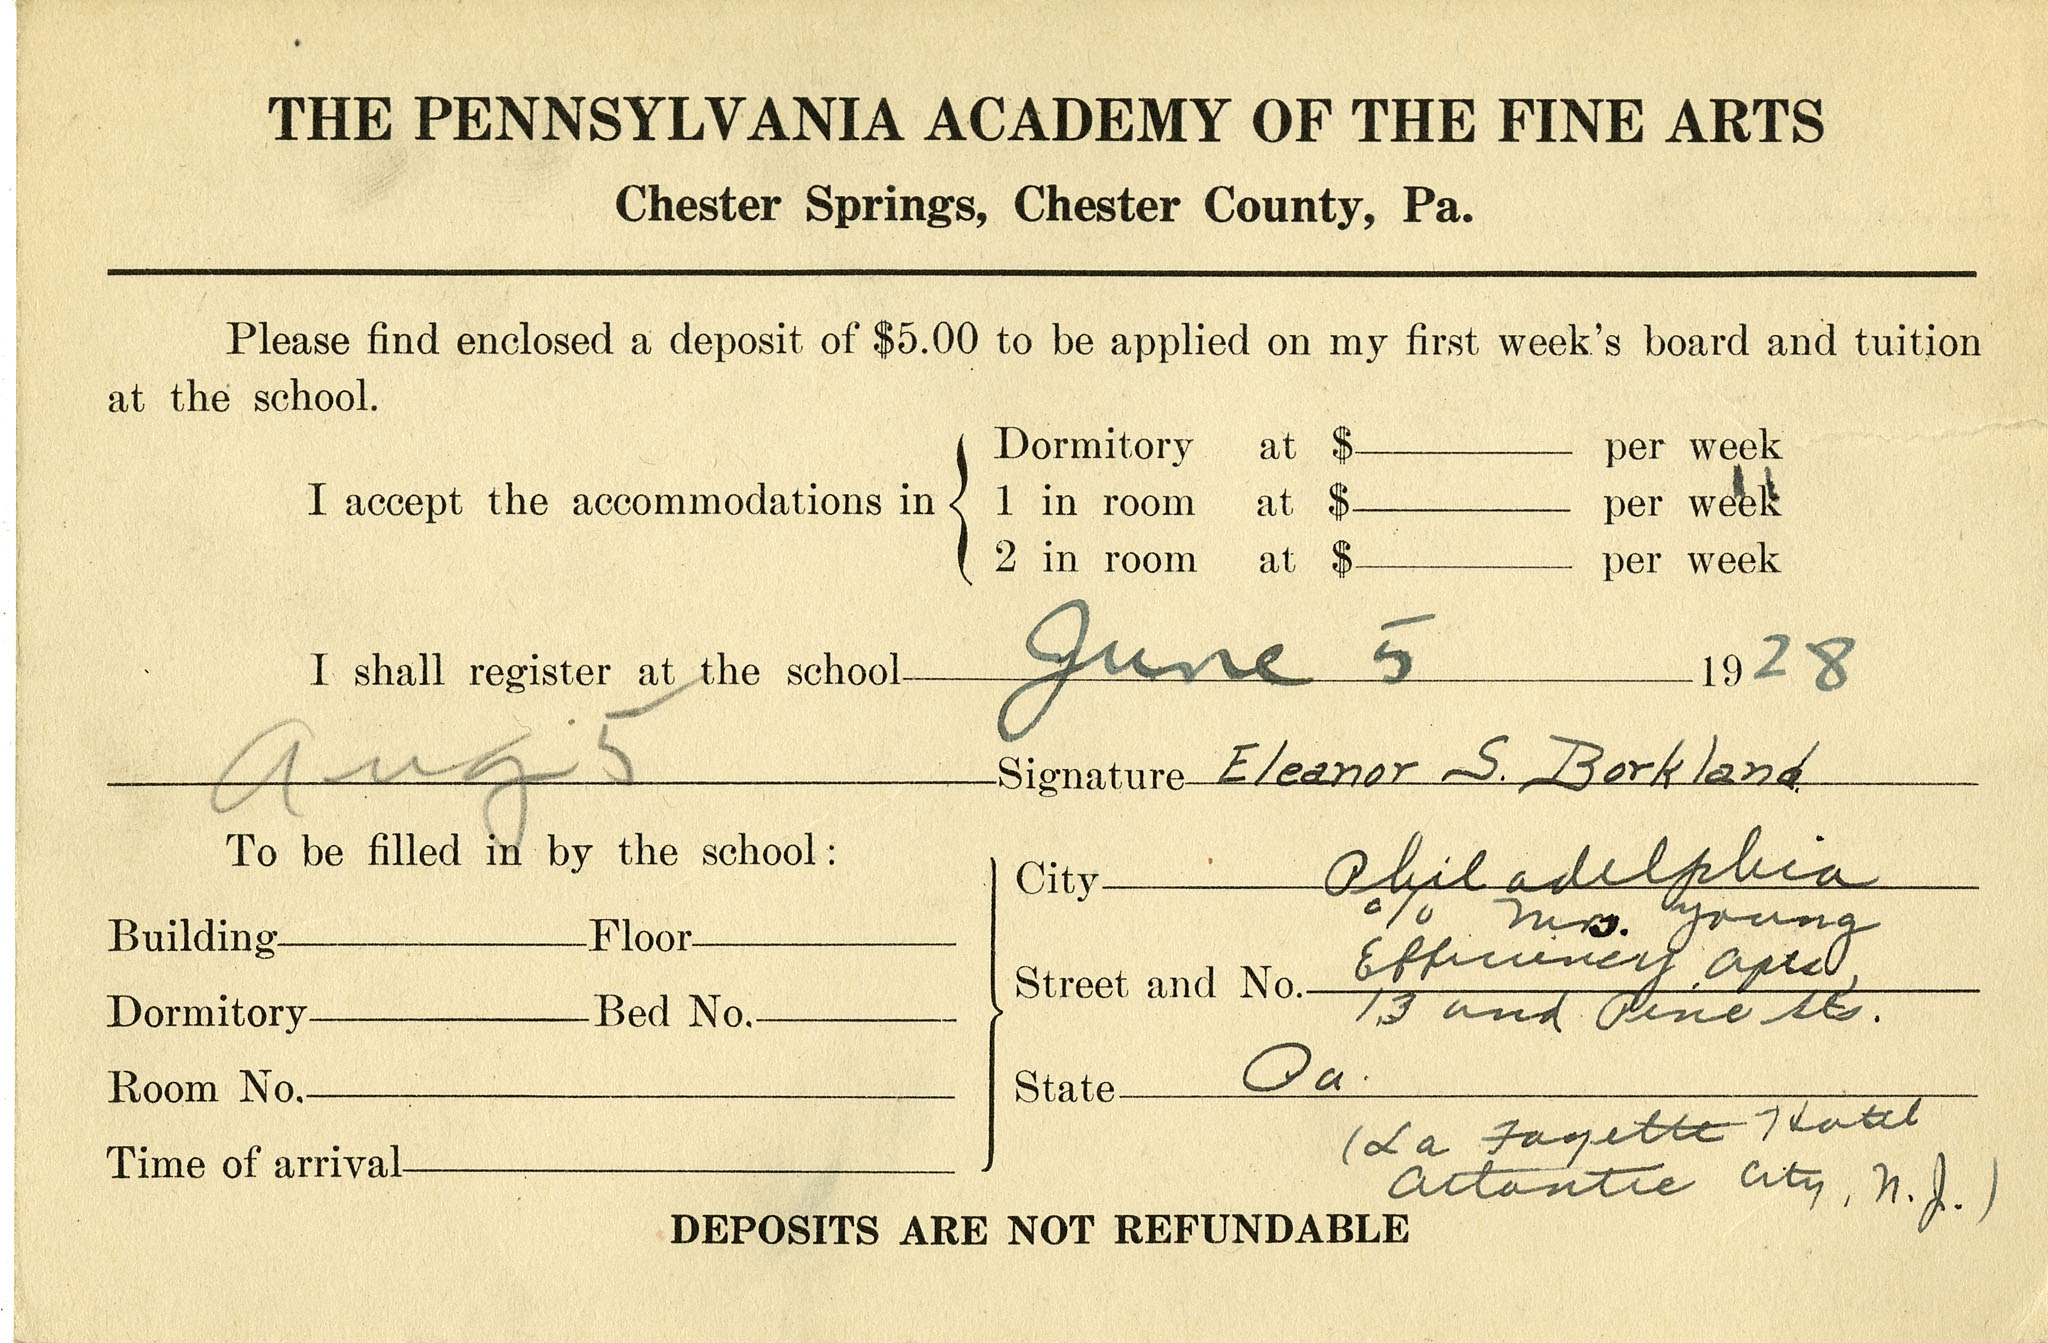 THE PENNSYLVANIA ACADEMY OF THE FINE ARTS
Chester Springs, Chester County, Pa.
Please find enclosed a deposit of $5.00 to be applied on my first week's board and tuition
at the school.
Dormitory at $ per week
I accept the accommodations in 1 in room at $ per week
2 in room at $ per week
I shall register at the school June 5 1928
Aug 5 Signature Eleanor S. Borkland
To be filled in by the school:
City Philadelphia
c/o Mrs. Young
Building Floor
Efficiency Apts,
Street and No.
13 and Pine Sts.
Dormitory Bed No.
Room No. State Pa.
(La Fayette Hotel
Time of arrival
Atlantic City, N.J.)
DEPOSITS ARE NOT REFUNDABLE